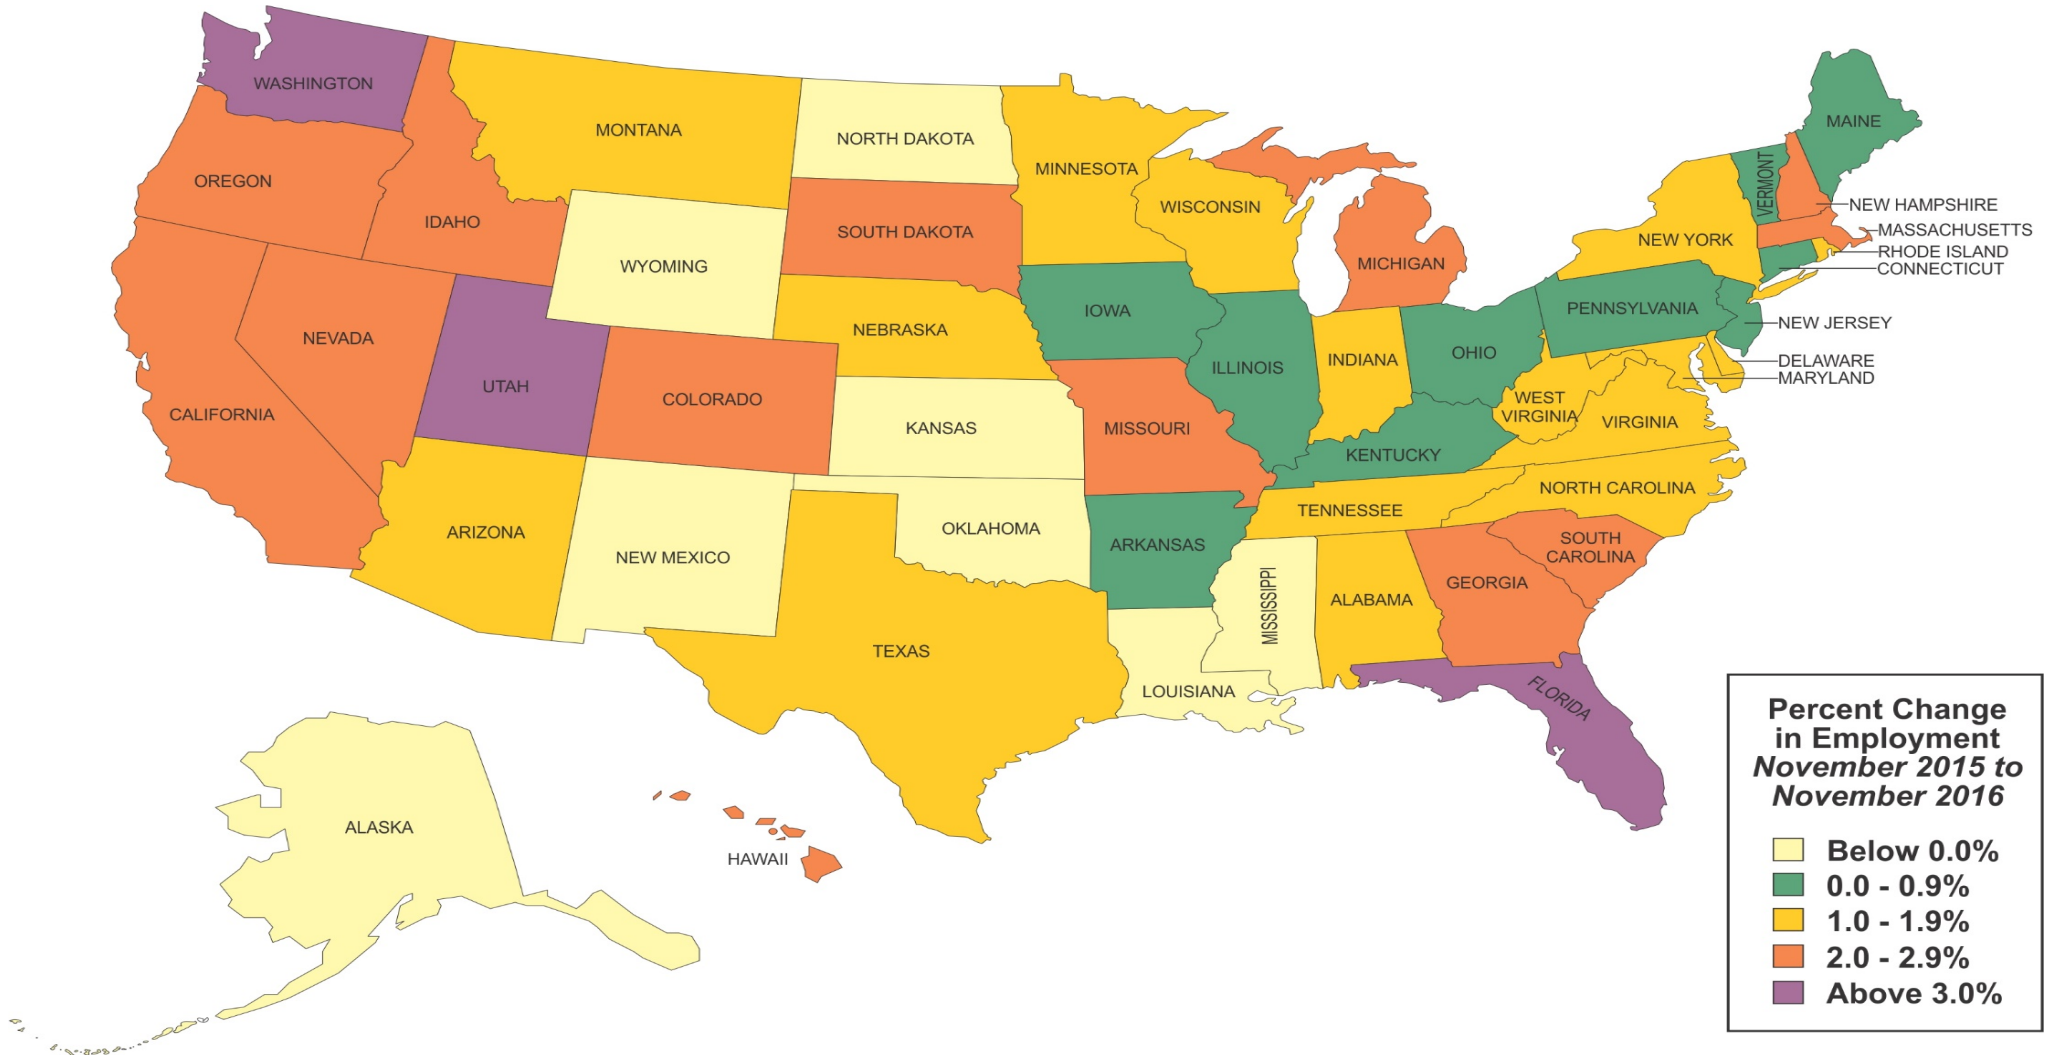 WASHINGTON
MONTANA
NORTH DAKOTA
MINNESOTA
MAINE
VERMONT
OREGON
IDAHO
WISCONSIN
NEW HAMPSHIRE
SOUTH DAKOTA
MASSACHUSETTS
NEW YORK
RHODE ISLAND
WYOMING
MICHIGAN
CONNECTICUT
IOWA
PENNSYLVANIA
NEW JERSEY
NEBRASKA
NEVADA
OHIO
INDIANA
ILLINOIS
DELAWARE
MARYLAND
UTAH
COLORADO
CALIFORNIA
WEST
VIRGINIA
VIRGINIA
KANSAS
MISSOURI
KENTUCKY
NORTH CAROLINA
TENNESSEE
ARIZONA
OKLAHOMA
NEW MEXICO
ARKANSAS
SOUTH
CAROLINA
GEORGIA
MISSISSIPPI
ALABAMA
TEXAS
LOUISIANA
FLORIDA
ALASKA
HAWAII
Percent Change
in Employment
November 2015 to
November 2016
Below 0.0%
0.0 - 0.9%
1.0 - 1.9%
2.0 - 2.9%
Above 3.0%